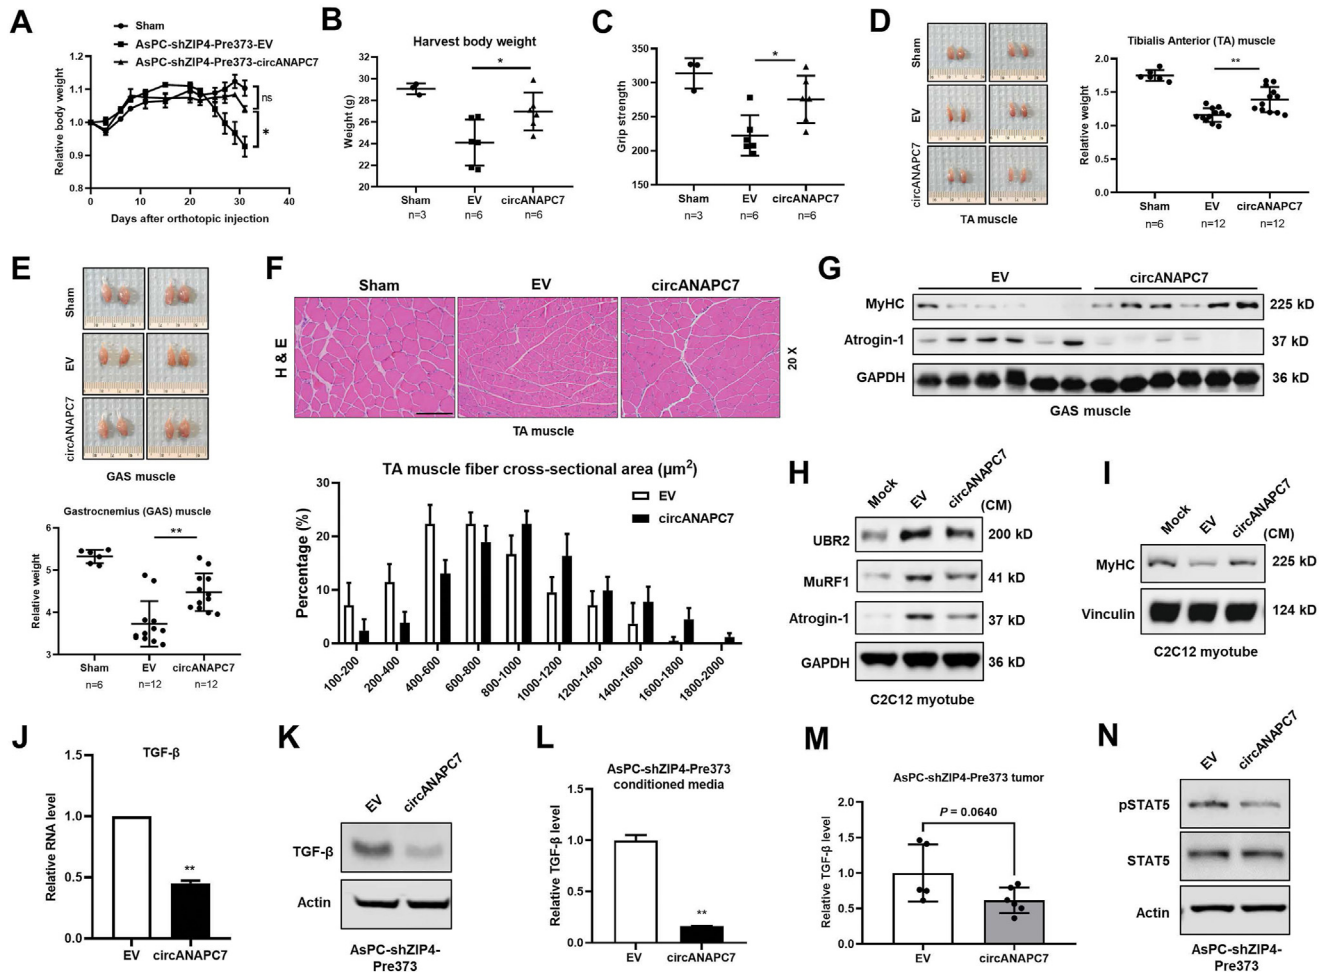 A
Sham
AsPC-shZIP4-Pre373-EV
AsPC-shZIP4-Pre373-circANAPC7
Relative body weight
1.2
1.1
1.0
0.9
0.8
ns
*
0 10 20 30 40
Days after orthotopic injection
B
Harvest body weight
Weight (g)
32
30
28
26
24
22
20
*
Sham EV circANAPC7
n=3 n=6 n=6
C
Grip strength
350
300
250
200
150
*
Sham EV circANAPC7
n=3 n=6 n=6
D
Sham
EV
circANAPC7
TA muscle
Tibialis Anterior (TA) muscle
Relative weight
2.0
1.5
1.0
0.5
0.0
**
Sham EV circANAPC7
n=6 n=12 n=12
E
Sham
EV
circANAPC7
GAS muscle
Gastrocnemius (GAS) muscle
Relative weight
6
5
4
3
**
Sham EV circANAPC7
n=6 n=12 n=12
F
Sham EV circANAPC7
H & E
20 X
TA muscle
TA muscle fiber cross-sectional area (µm²)
Percentage (%)
30
20
10
0
EV
circANAPC7
100-200 200-400 400-600 600-800 800-1000 1000-1200 1200-1400 1400-1600 1600-1800 1800-2000
G
EV circANAPC7
MyHC 225 kD
Atrogin-1 37 kD
GAPDH 36 kD
GAS muscle
H
Mock EV circANAPC7
(CM)
UBR2 200 kD
MuRF1 41 kD
Atrogin-1 37 kD
GAPDH 36 kD
C2C12 myotube
I
Mock EV circANAPC7
(CM)
MyHC 225 kD
Vinculin 124 kD
C2C12 myotube
J
TGF-β
Relative RNA level
1.5
1.0
0.5
0.0
**
EV circANAPC7
K
EV circANAPC7
TGF-β
Actin
AsPC-shZIP4-
Pre373
L
AsPC-shZIP4-Pre373
conditioned media
Relative TGF-β level
1.5
1.0
0.5
0.0
**
EV circANAPC7
M
AsPC-shZIP4-Pre373 tumor
Relative TGF-β level
2.0
1.5
1.0
0.5
0.0
P = 0.0640
EV circANAPC7
N
EV circANAPC7
pSTAT5
STAT5
Actin
AsPC-shZIP4-
Pre373